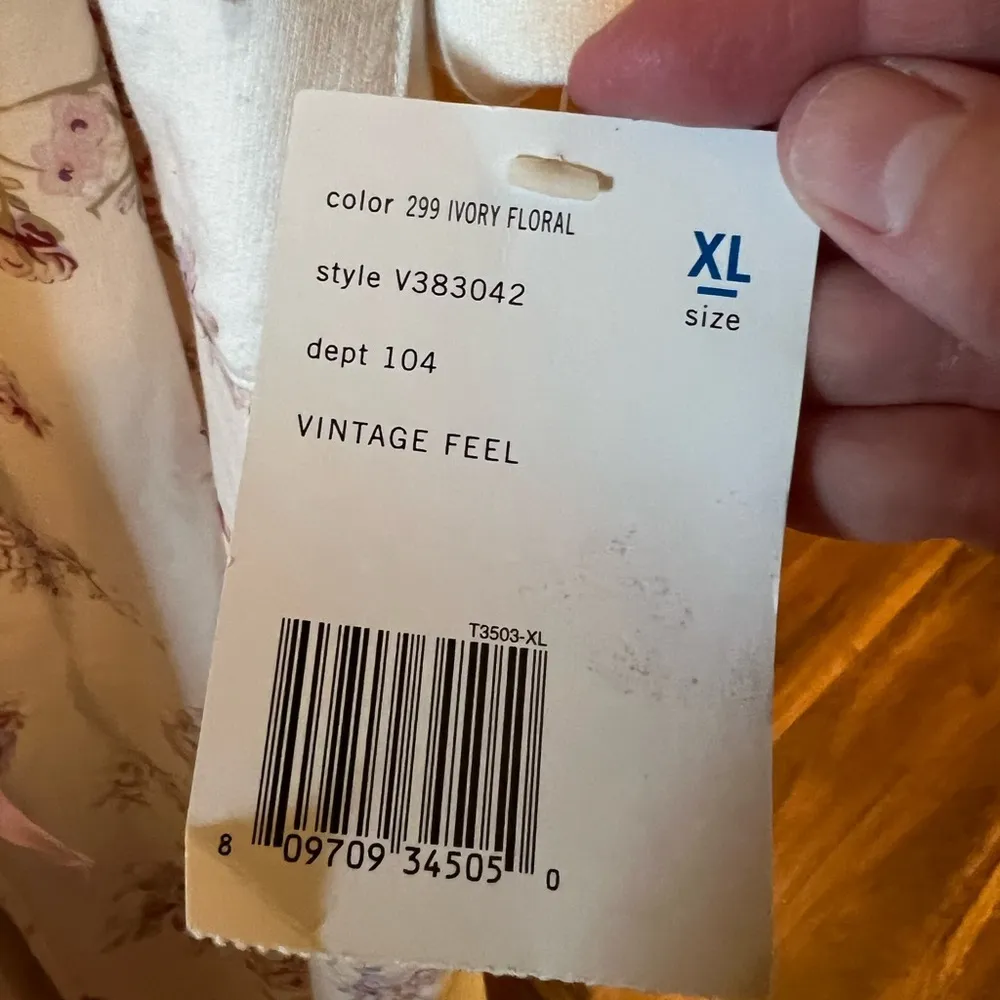 color 299 IVORY FLORAL
XL
size
style V383042
dept 104
VINTAGE FEEL
T3503-XL
8 09709 34505 0